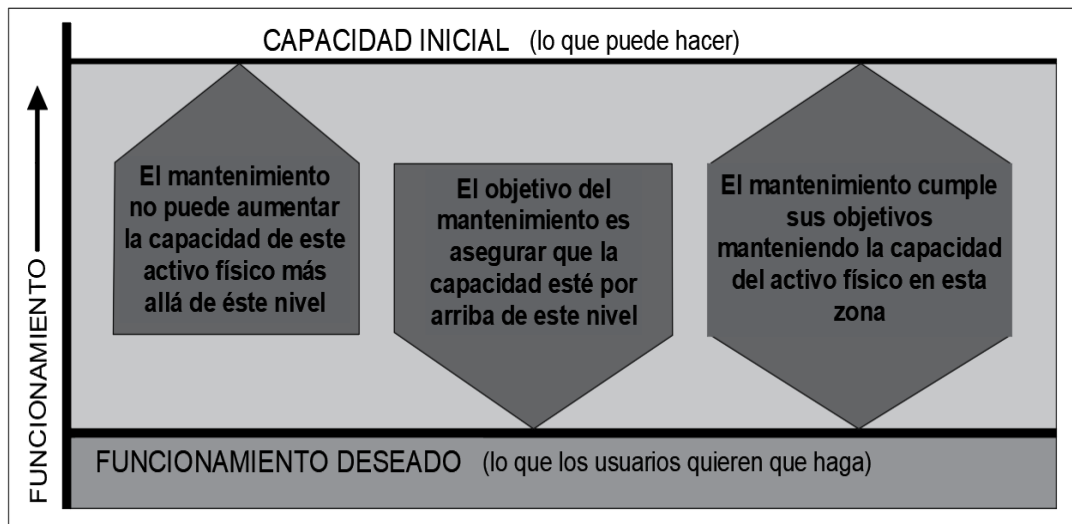 CAPACIDAD INICIAL (lo que puede hacer)
El mantenimiento
no puede aumentar
la capacidad de este
activo físico más
allá de éste nivel
El objetivo del
mantenimiento es
asegurar que la
capacidad esté por
arriba de este nivel
El mantenimiento cumple
sus objetivos
manteniendo la capacidad
del activo físico en esta
zona
FUNCIONAMIENTO
FUNCIONAMIENTO DESEADO (lo que los usuarios quieren que haga)